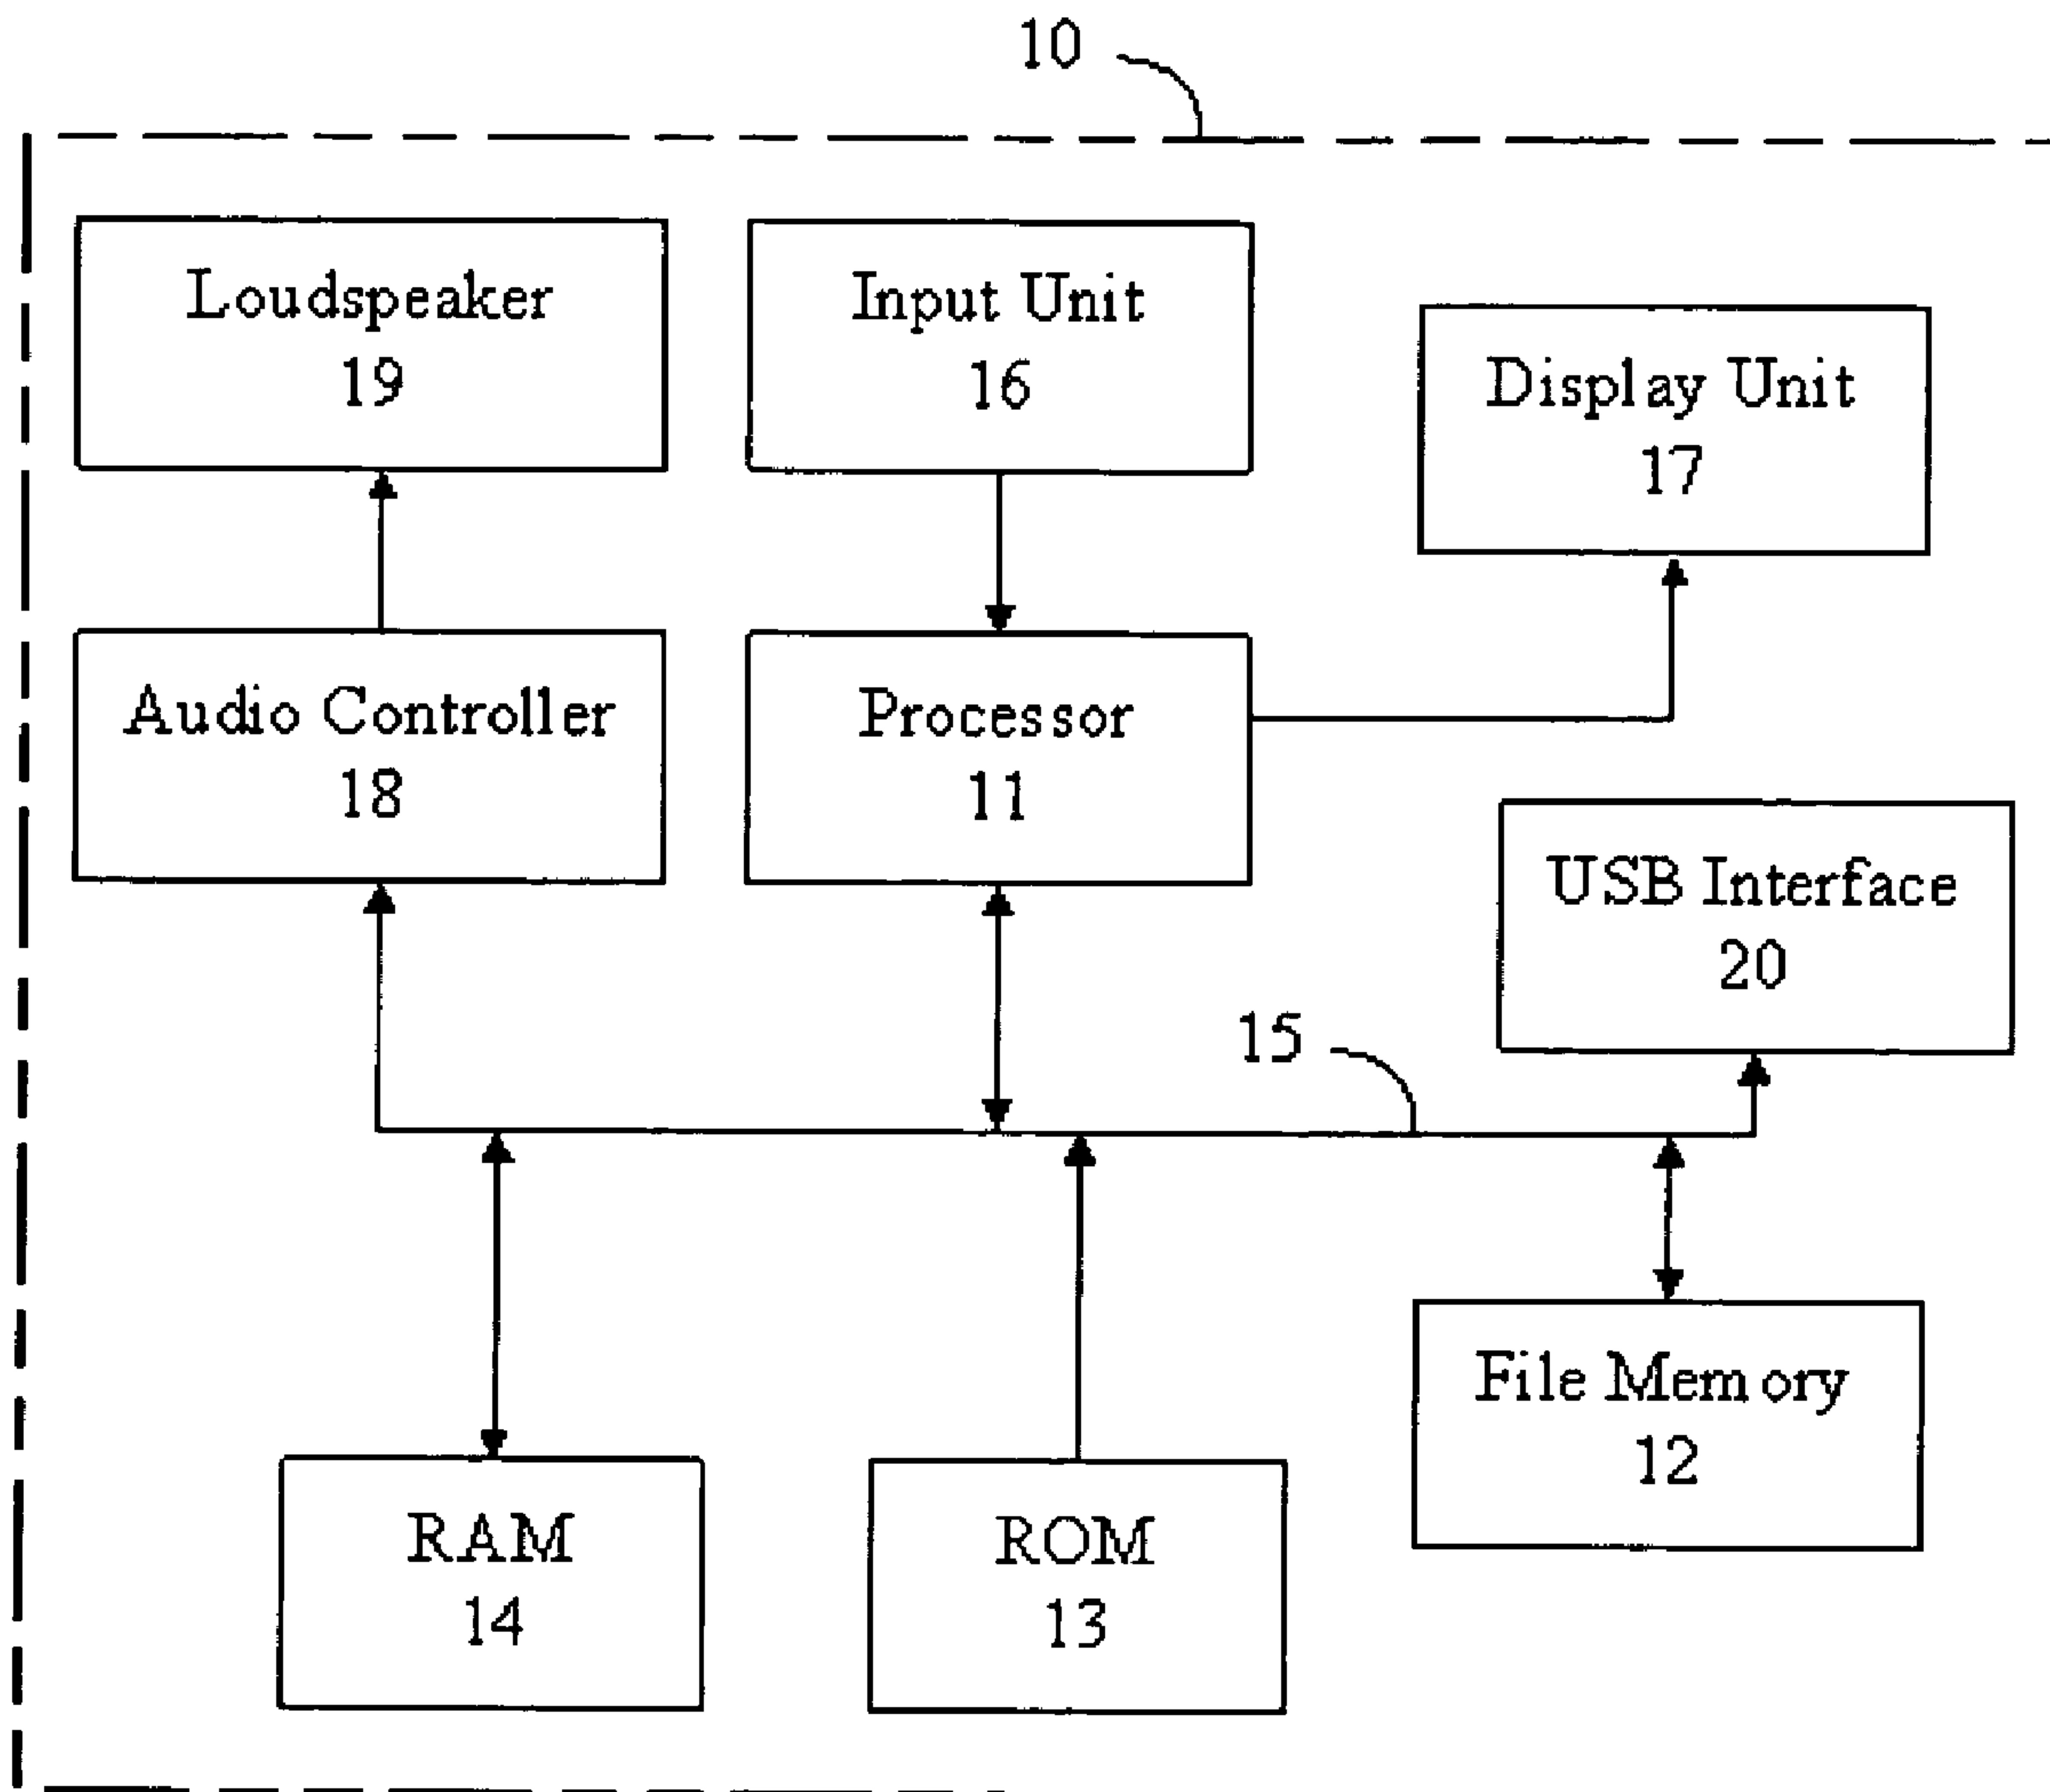 10
Loudspeaker
19
Input Unit
16
Display Unit
17
Audio Controller
18
Processor
11
USB Interface
20
15
File Memory
12
RAM
14
ROM
13